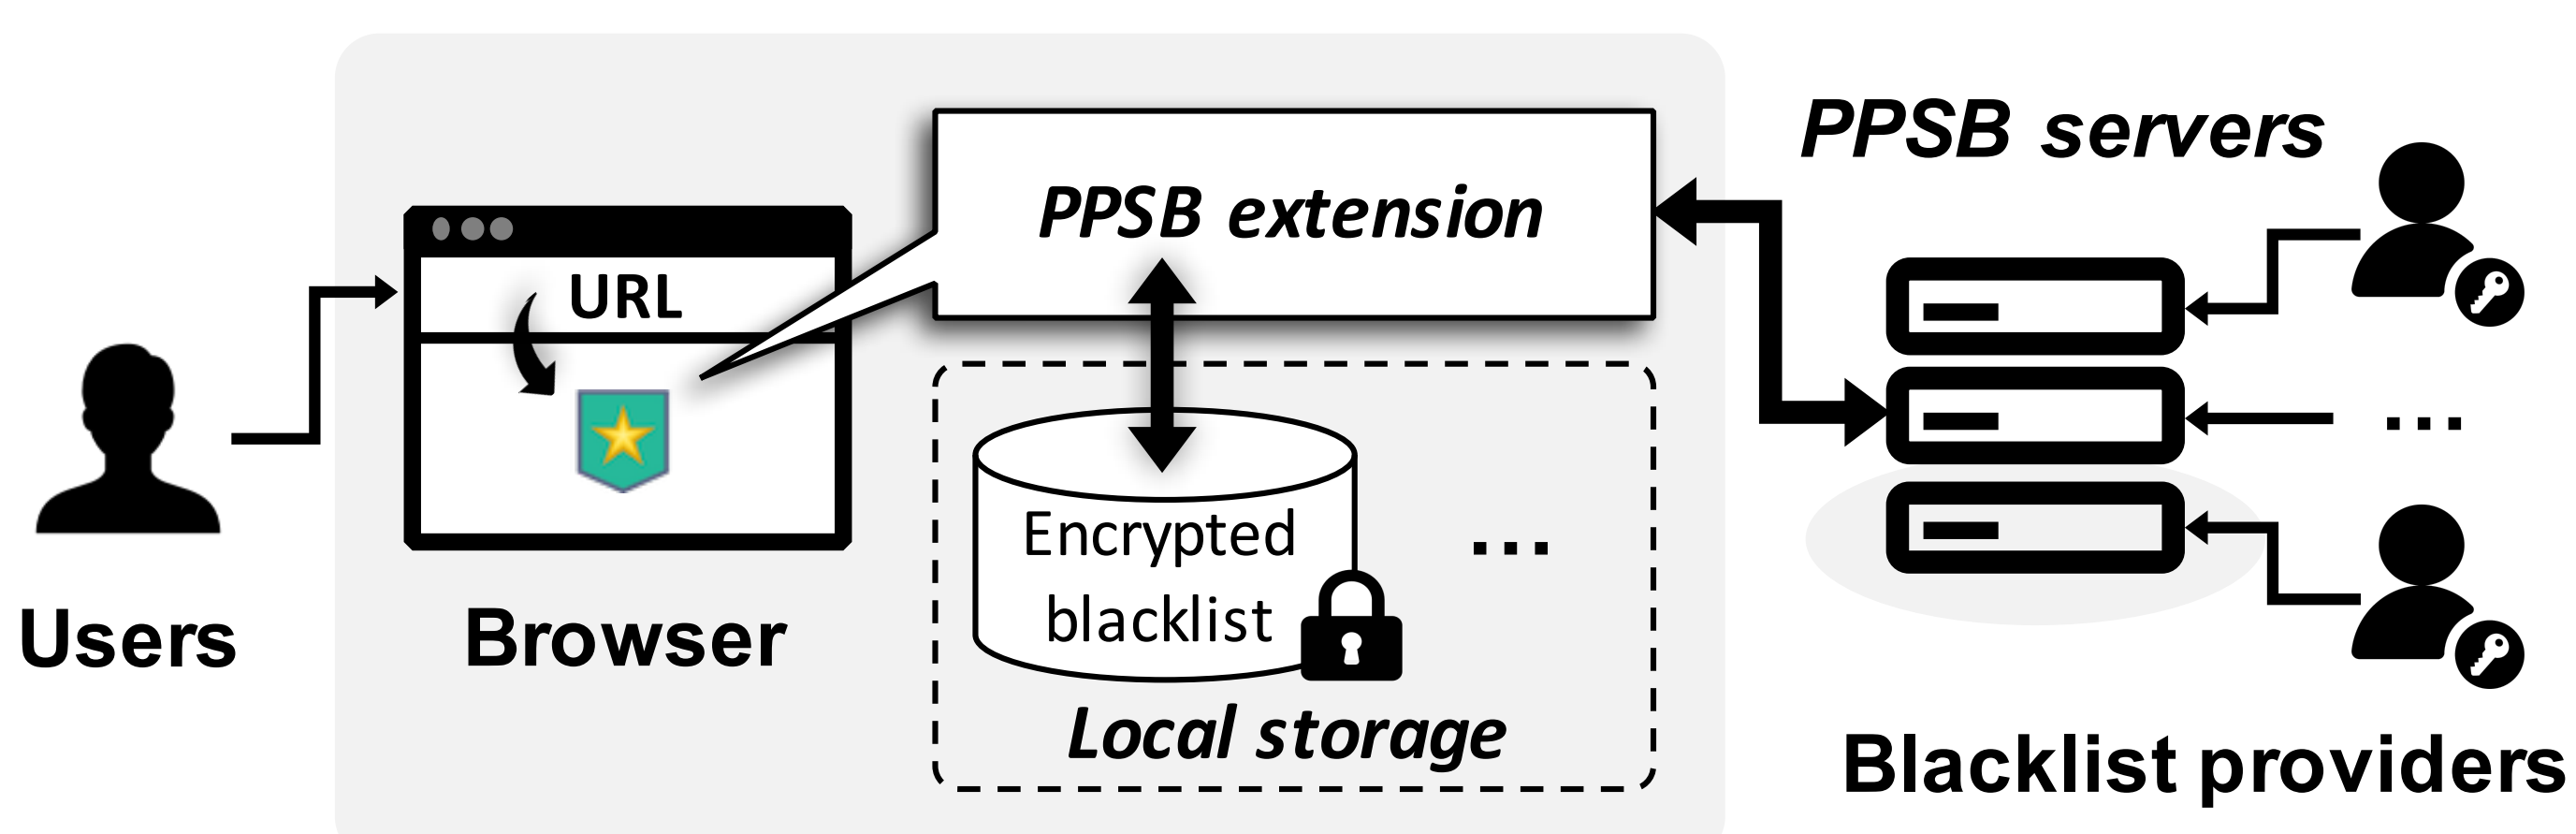 PPSB servers
PPSB extension
URL
Encrypted
blacklist
...
...
Local storage
Users
Browser
Blacklist providers